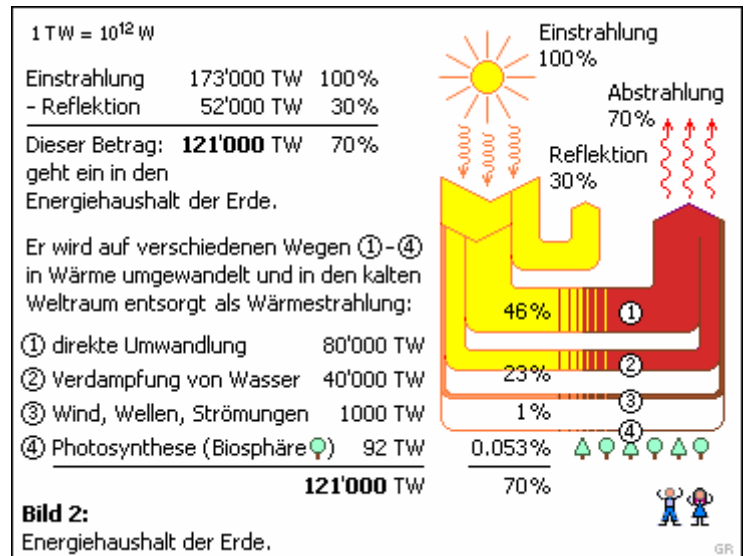 1 TW = 10¹² W
Einstrahlung 173'000 TW 100%
– Reflektion 52'000 TW 30%
Dieser Betrag: 121'000 TW 70%
geht ein in den
Energiehaushalt der Erde.
Er wird auf verschiedenen Wegen ①-④
in Wärme umgewandelt und in den kalten
Weltraum entsorgt als Wärmestrahlung:
① direkte Umwandlung 80'000 TW
② Verdampfung von Wasser 40'000 TW
③ Wind, Wellen, Strömungen 1000 TW
④ Photosynthese (Biosphäre) 92 TW 0.053%
121'000 TW 70%
Bild 2:
Energiehaushalt der Erde.
Einstrahlung
100%
Abstrahlung
70%
Reflektion
30%
46% ①
23% ②
1% ③
④
GR